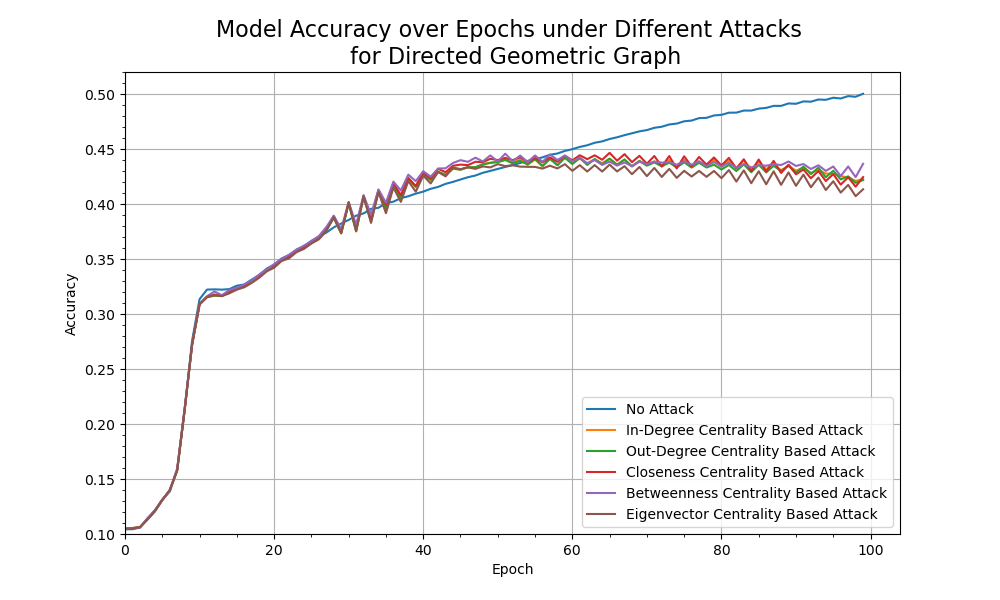 Model Accuracy over Epochs under Different Attacks
for Directed Geometric Graph
0.50
0.45
0.40
0.35
0.30
0.25
0.20
0.15
0.10
Accuracy
0
20
40
60
80
100
Epoch
No Attack
In-Degree Centrality Based Attack
Out-Degree Centrality Based Attack
Closeness Centrality Based Attack
Betweenness Centrality Based Attack
Eigenvector Centrality Based Attack